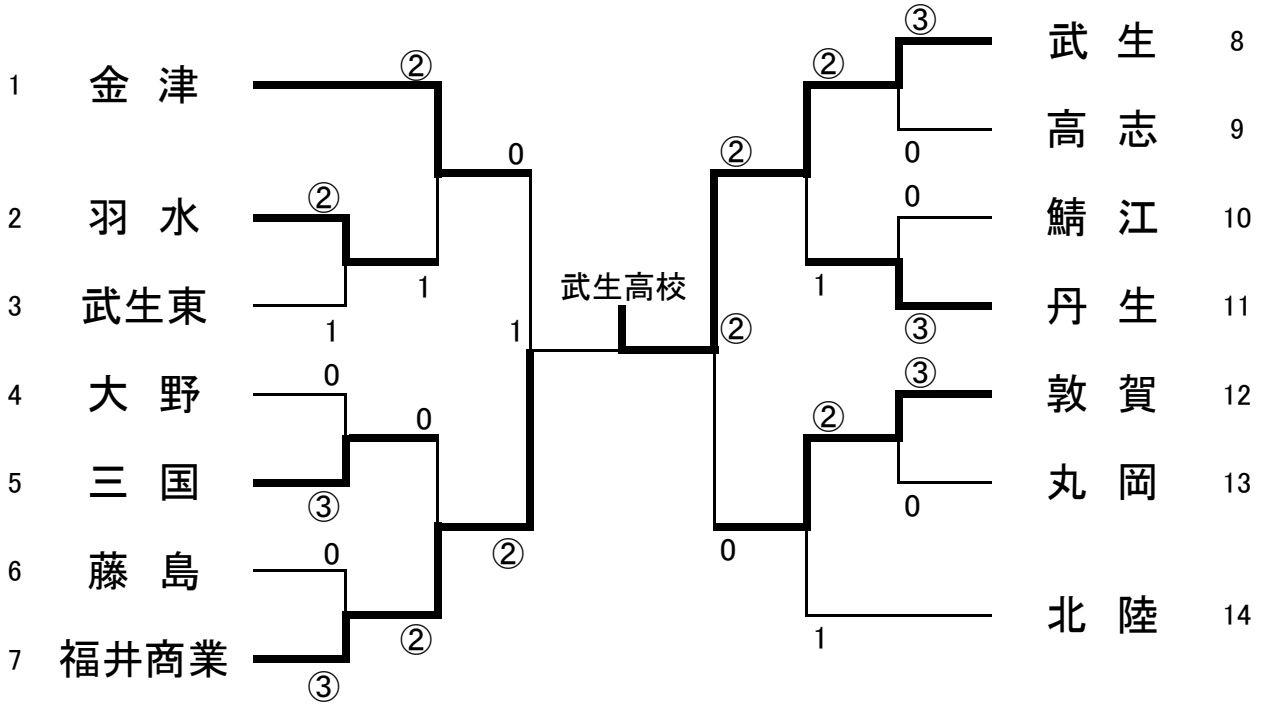 ③ 武 生 8
1 金 津 ② ②
高 志 9
0 ② 0
2 羽 水 ② 0 鯖 江 10
1 1
武生高校
3 武生東 1 1 ② ③ 丹 生 11
4 大 野 0 ③ 敦 賀 12
0 ②
5 三 国 ③ 0 丸 岡 13
6 藤 島 0 ② 0
北 陸 14
② 1
7 福井商業 ③